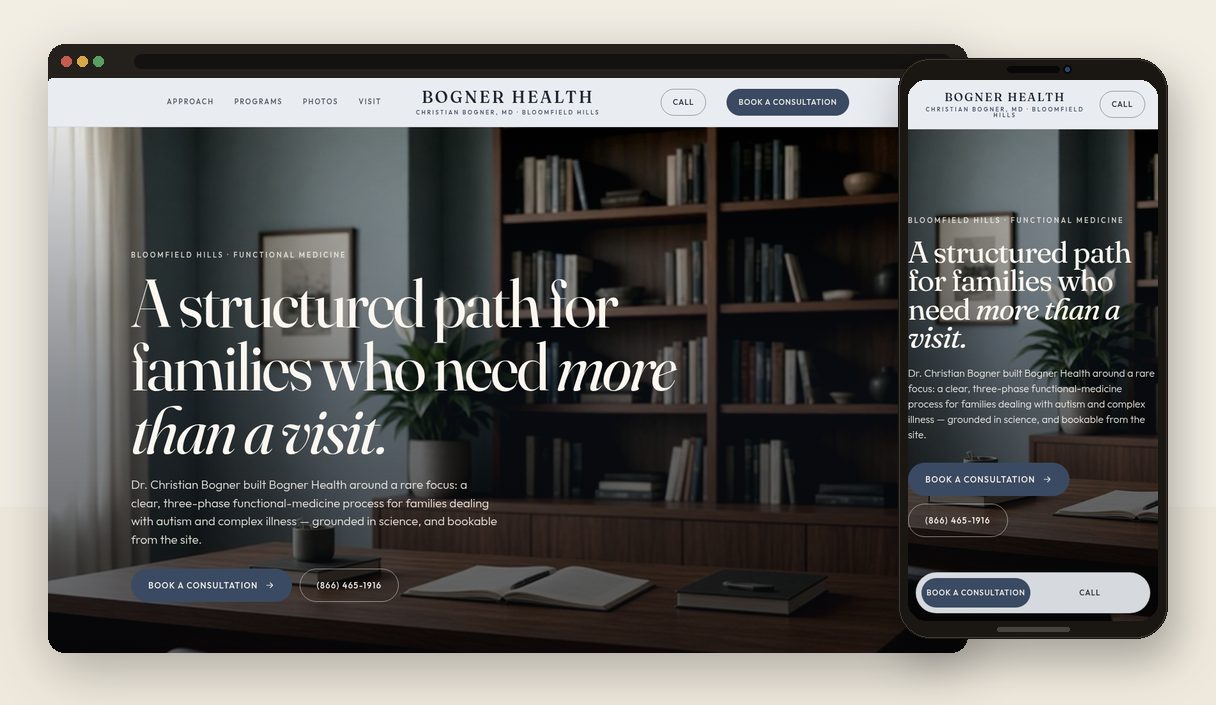 APPROACH PROGRAMS PHOTOS VISIT
BOGNER HEALTH
CHRISTIAN BOGNER, MD · BLOOMFIELD HILLS
CALL
BOOK A CONSULTATION
BLOOMFIELD HILLS · FUNCTIONAL MEDICINE
A structured path for
families who need more
than a visit.
Dr. Christian Bogner built Bogner Health around a rare focus: a
clear, three-phase functional-medicine process for families dealing
with autism and complex illness — grounded in science, and bookable
from the site.
BOOK A CONSULTATION →
(866) 465-1916
BOGNER HEALTH
CHRISTIAN BOGNER, MD · BLOOMFIELD
HILLS
CALL
BLOOMFIELD HILLS · FUNCTIONAL MEDICINE
A structured path
for families who
need more than a
visit.
Dr. Christian Bogner built Bogner Health around a rare
focus: a clear, three-phase functional-medicine
process for families dealing with autism and complex
illness — grounded in science, and bookable from the
site.
BOOK A CONSULTATION →
(866) 465-1916
BOOK A CONSULTATION
CALL